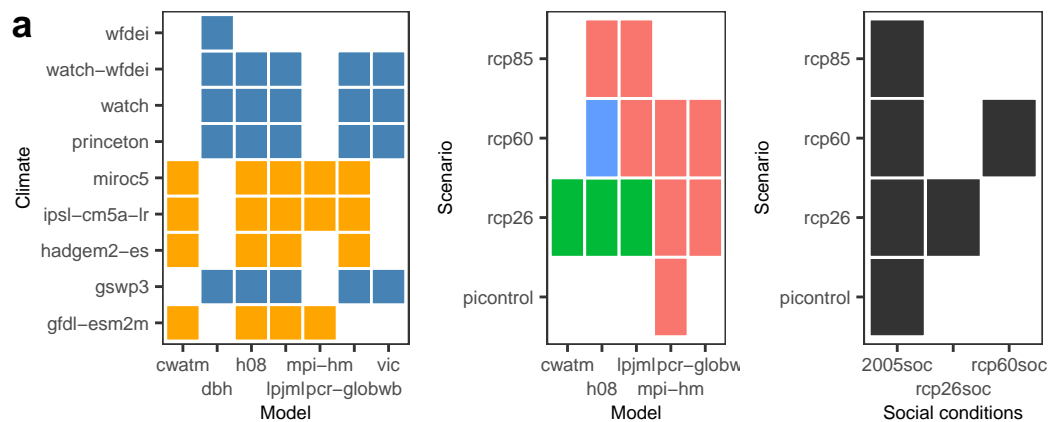 a
Climate
wfdei
watch-wfdei
watch
princeton
miroc5
ipsl-cm5a-lr
hadgem2-es
gswp3
gfdl-esm2m
cwatm
dbh
h08
lpjml
mpi-hm
pcr-globwb
vic
Model
Scenario
rcp85
rcp60
rcp26
picontrol
cwatm
h08
lpjml
mpi-hm
pcr-globw
Model
Scenario
rcp85
rcp60
rcp26
picontrol
2005soc
rcp26soc
rcp60soc
Social conditions